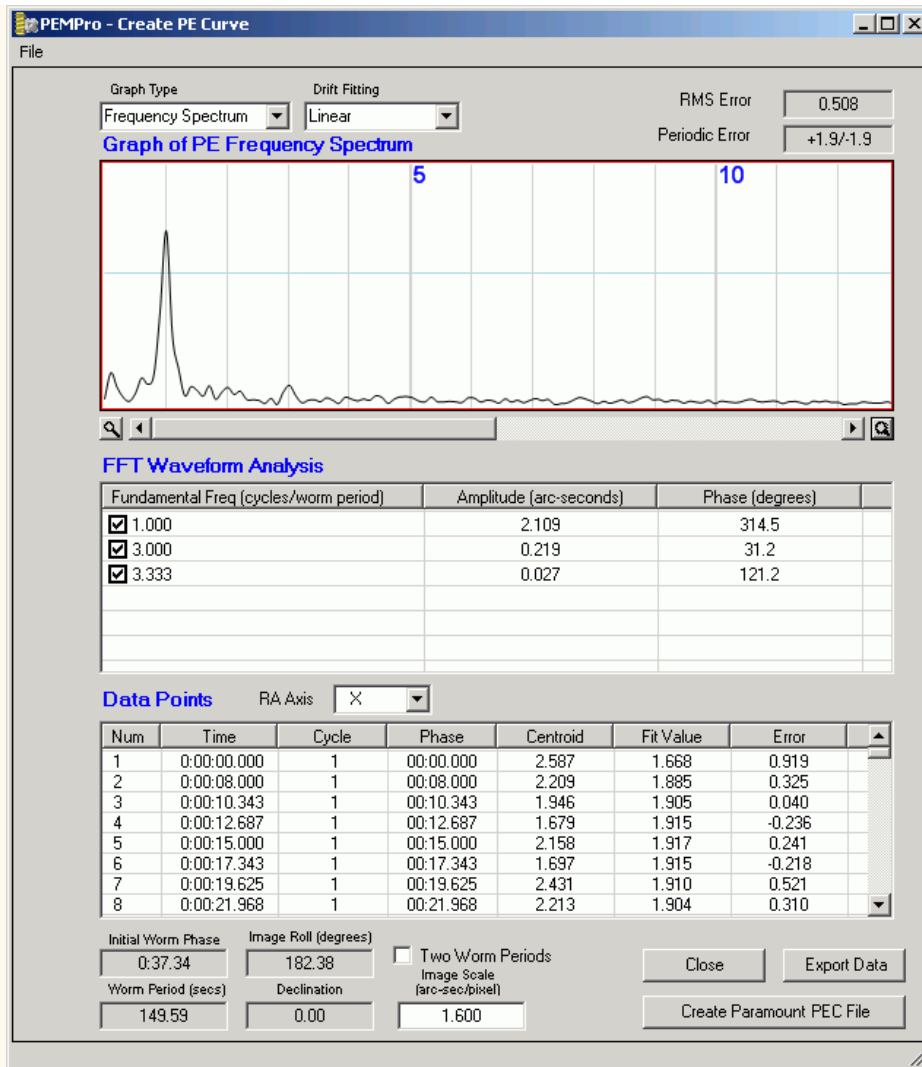 PEMPro - Create PE Curve
File
Graph Type
Drift Fitting
RMS Error
0.508
Frequency Spectrum
Linear
Periodic Error
+1.9/-1.9
Graph of PE Frequency Spectrum
5
10
FFT Waveform Analysis
Fundamental Freq (cycles/worm period) Amplitude (arc-seconds) Phase (degrees)
1.000 2.109 314.5
3.000 0.219 31.2
3.333 0.027 121.2
Data Points RA Axis X
Num Time Cycle Phase Centroid Fit Value Error
1 0:00:00.000 1 00:00.000 2.587 1.668 0.919
2 0:00:08.000 1 00:08.000 2.209 1.885 0.325
3 0:00:10.343 1 00:10.343 1.946 1.905 0.040
4 0:00:12.687 1 00:12.687 1.679 1.915 -0.236
5 0:00:15.000 1 00:15.000 2.158 1.917 0.241
6 0:00:17.343 1 00:17.343 1.697 1.915 -0.218
7 0:00:19.625 1 00:19.625 2.431 1.910 0.521
8 0:00:21.968 1 00:21.968 2.213 1.904 0.310
Initial Worm Phase
0:37.34
Image Roll (degrees)
182.38
Two Worm Periods
Worm Period (secs)
149.59
Declination
0.00
Image Scale
(arc-sec/pixel)
1.600
Close
Export Data
Create Paramount PEC File